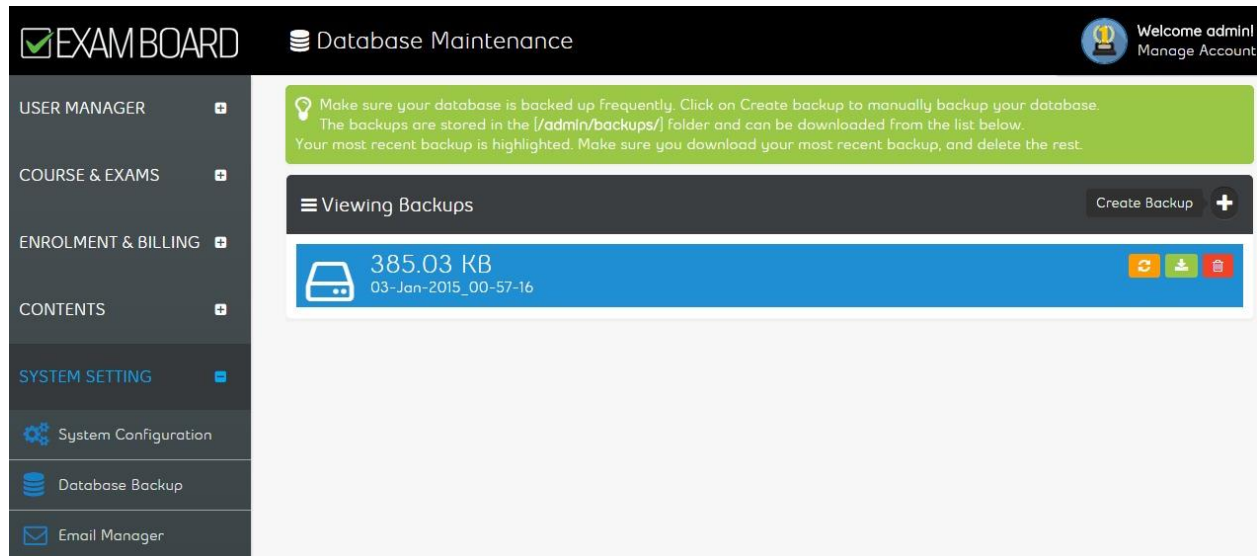 EXAM BOARD
Database Maintenance
Welcome admin!
Manage Account
USER MANAGER
COURSE & EXAMS
ENROLMENT & BILLING
CONTENTS
SYSTEM SETTING
System Configuration
Database Backup
Email Manager
Make sure your database is backed up frequently. Click on Create backup to manually backup your database.
The backups are stored in the [/admin/backups/] folder and can be downloaded from the list below.
Your most recent backup is highlighted. Make sure you download your most recent backup, and delete the rest.
Viewing Backups
Create Backup
385.03 KB
03-Jan-2015_00-57-16